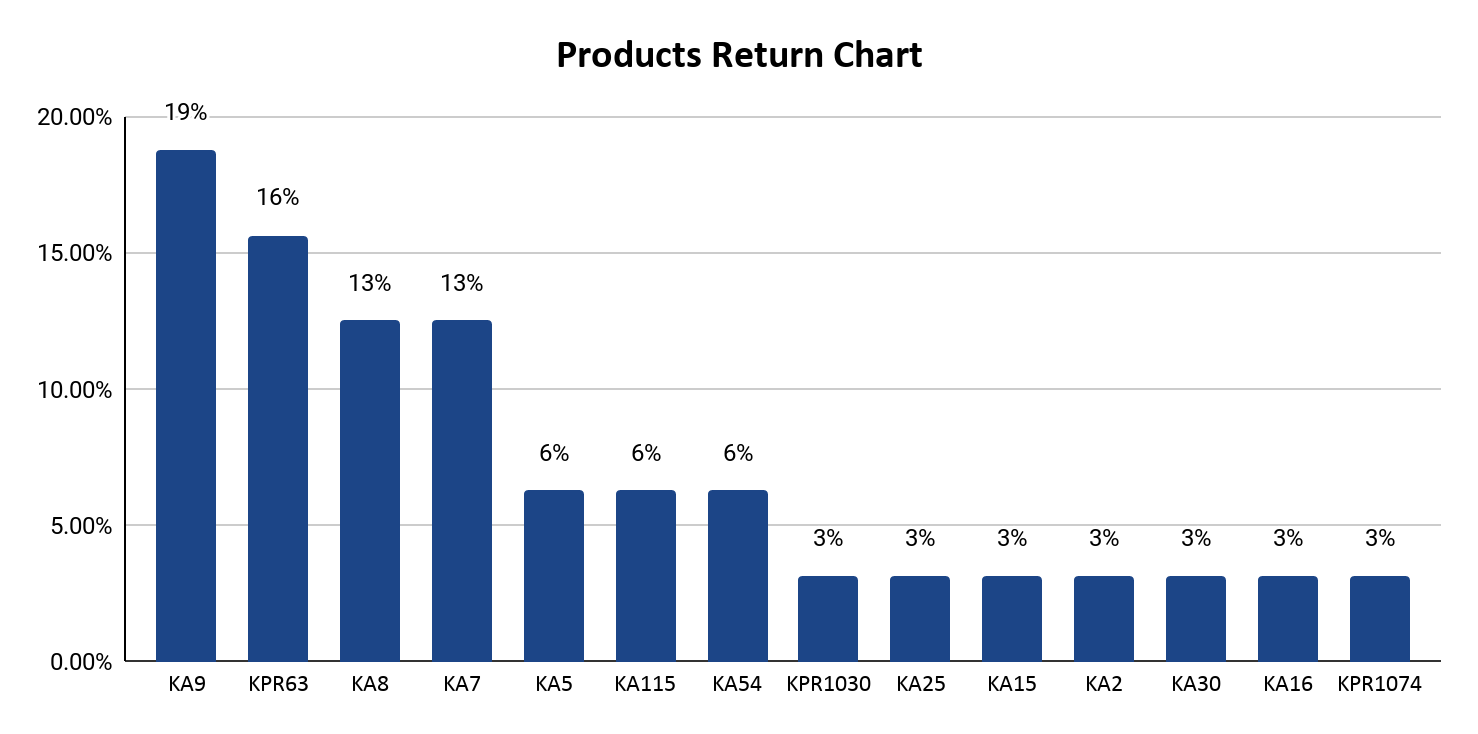 Products Return Chart
20.00%
19%
16%
15.00%
13% 13%
10.00%
6% 6% 6%
5.00%
3% 3% 3% 3% 3% 3% 3%
0.00%
KA9 KPR63 KA8 KA7 KA5 KA115 KA54 KPR1030 KA25 KA15 KA2 KA30 KA16 KPR1074